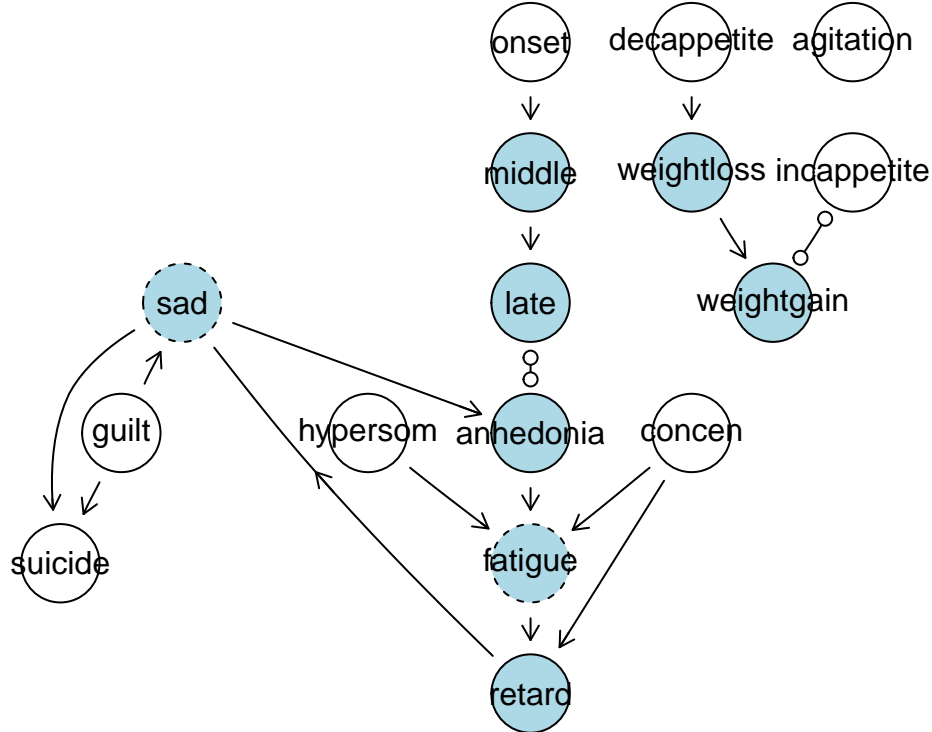 onset
decappetite
agitation
middle
weightloss
incappetite
sad
late
weightgain
guilt
hypersom
anhedonia
concen
suicide
fatigue
retard